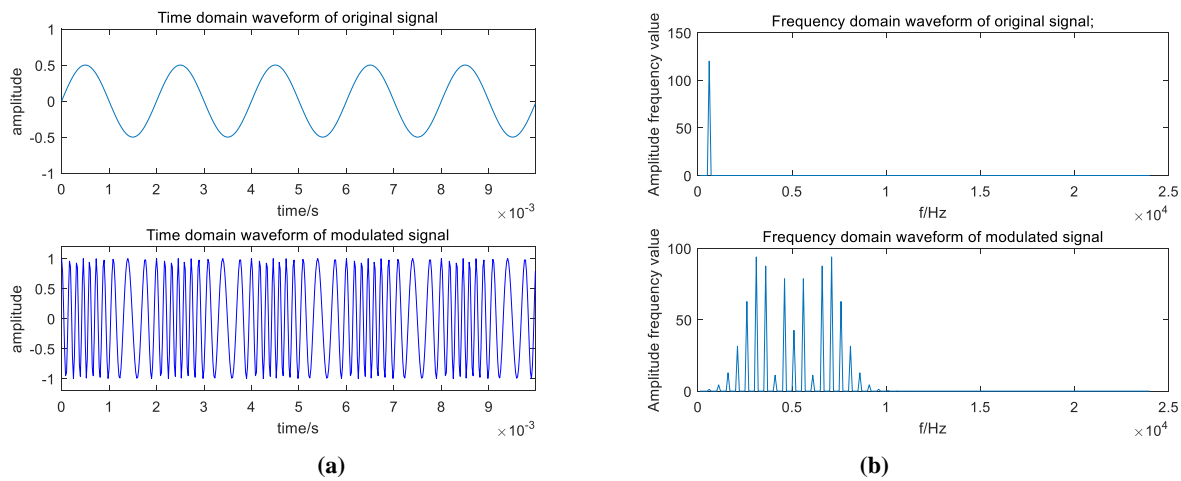 Time domain waveform of original signal
1
0.5
0
-0.5
-1
amplitude
0 1 2 3 4 5 6 7 8 9
time/s
×10-3
Time domain waveform of modulated signal
1
0.5
0
-0.5
-1
amplitude
0 1 2 3 4 5 6 7 8 9
time/s
×10-3
(a)
Frequency domain waveform of original signal;
150
100
50
0
Amplitude frequency value
0 0.5 1 1.5 2 2.5
f/Hz
×104
Frequency domain waveform of modulated signal
100
50
0
Amplitude frequency value
0 0.5 1 1.5 2 2.5
f/Hz
×104
(b)